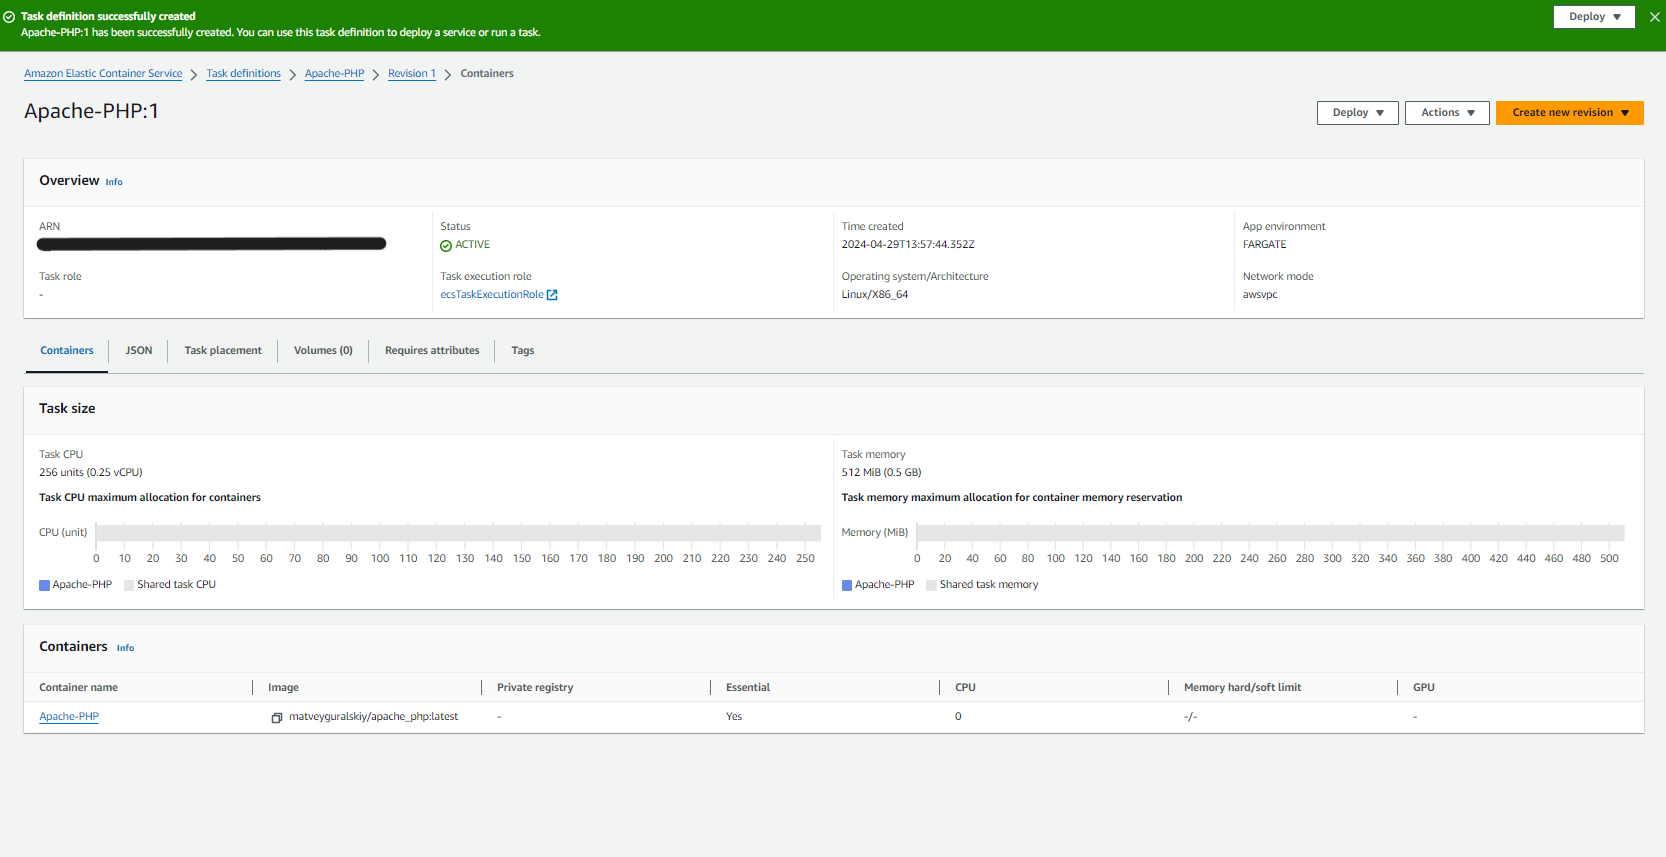 Task definition successfully created
Apache-PHP:1 has been successfully created. You can use this task definition to deploy a service or run a task.
Deploy
Amazon Elastic Container Service > Task definitions > Apache-PHP > Revision 1 > Containers
Apache-PHP:1
Deploy Actions Create new revision
Overview Info
ARN Status Time created App environment
ACTIVE 2024-04-29T13:57:44.352Z FARGATE
Task role Task execution role Operating system/Architecture Network mode
- ecsTaskExecutionRole Linux/X86_64 awsvpc
Containers JSON Task placement Volumes (0) Requires attributes Tags
Task size
Task CPU Task memory
256 units (0.25 vCPU) 512 MiB (0.5 GB)
Task CPU maximum allocation for containers Task memory maximum allocation for container memory reservation
CPU (unit) Memory (MiB)
0 10 20 30 40 50 60 70 80 90 100 110 120 130 140 150 160 170 180 190 200 210 220 230 240 250 0 20 40 60 80 100 120 140 160 180 200 220 240 260 280 300 320 340 360 380 400 420 440 460 480 500
Apache-PHP Shared task CPU Apache-PHP Shared task memory
Containers Info
Container name Image Private registry Essential CPU Memory hard/soft limit GPU
Apache-PHP matveyguralskiy/apache_php:latest - Yes 0 -/- -